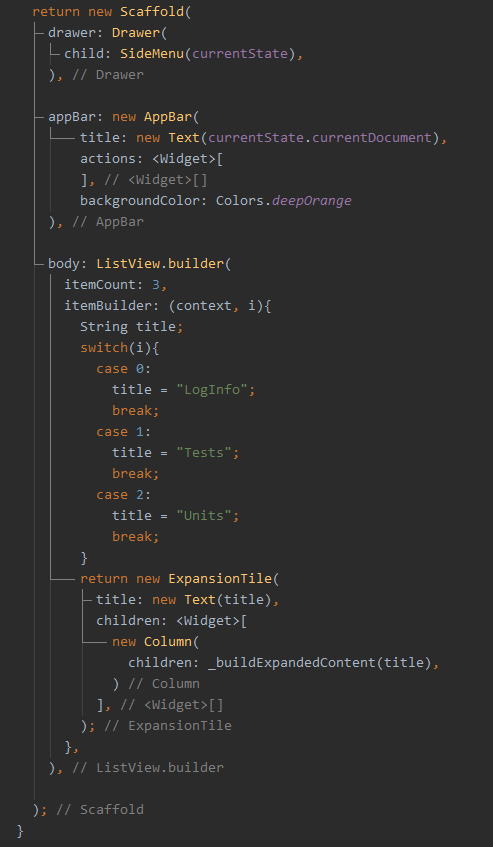 return new Scaffold(
drawer: Drawer(
child: SideMenu(currentState),
), // Drawer
appBar: new AppBar(
title: new Text(currentState.currentDocument),
actions: <Widget>[
], // <Widget>[]
backgroundColor: Colors.deepOrange
), // AppBar
body: ListView.builder(
itemCount: 3,
itemBuilder: (context, i){
String title;
switch(i){
case 0:
title = "LogInfo";
break;
case 1:
title = "Tests";
break;
case 2:
title = "Units";
break;
}
return new ExpansionTile(
title: new Text(title),
children: <Widget>[
new Column(
children: _buildExpandedContent(title),
) // Column
], // <Widget>[]
); // ExpansionTile
},
), // ListView.builder
); // Scaffold
}